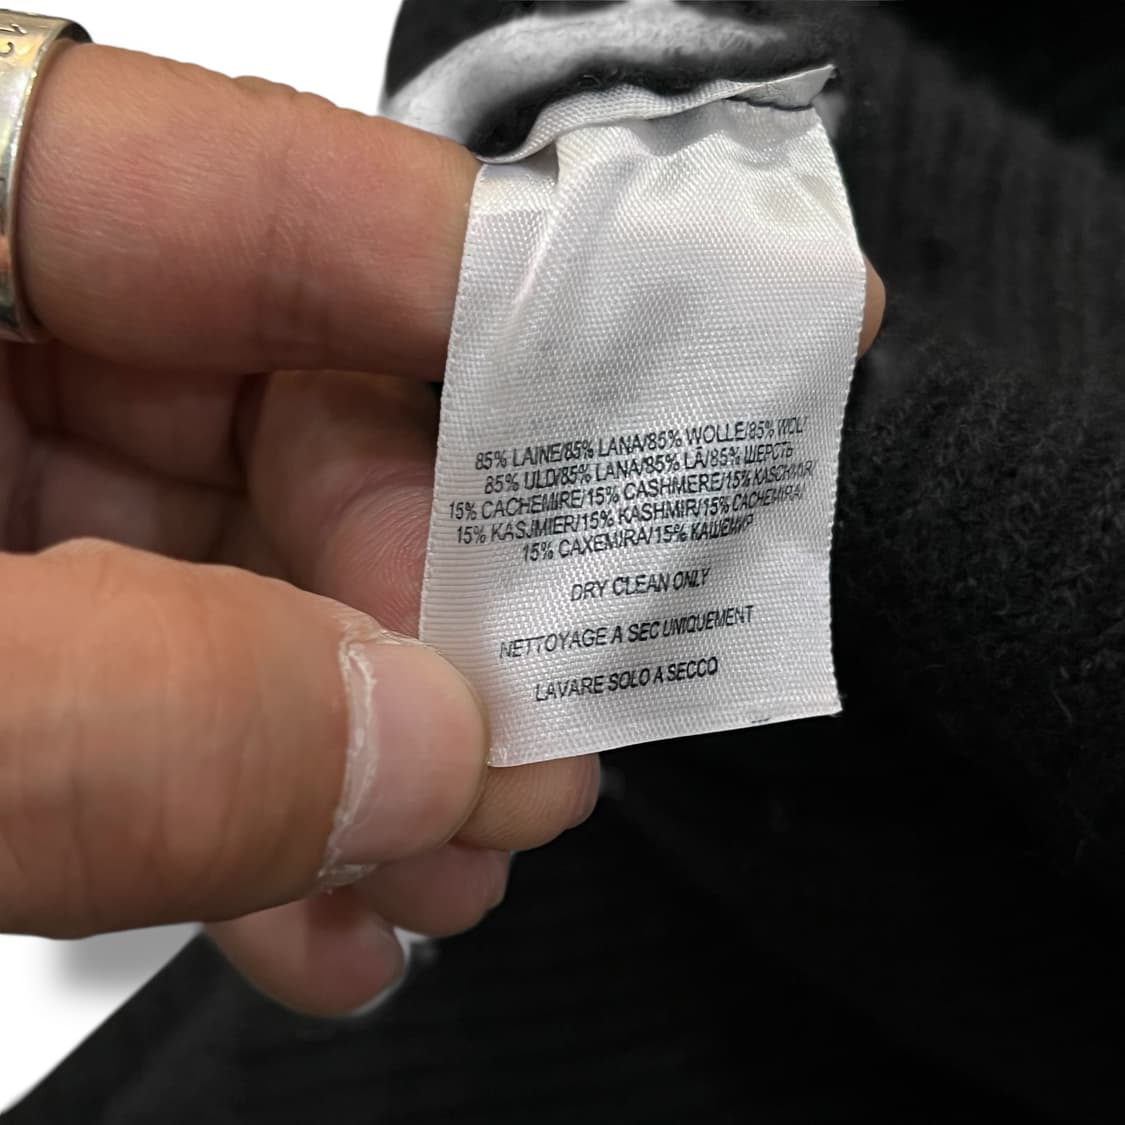 12
85% LAINE/85% LANA/85% WOLLE/85% WOL
85% ULD/85% LANA/85% LÃ/85% ШЕРСТЬ
15% CACHEMIRE/15% CASHMERE/15% KASCHMIR/
15% KASJMIER/15% KASHMIR/15% CACHEMIRA/
15% CAXEMIRA/15% КАШЕМИР
DRY CLEAN ONLY
NETTOYAGE A SEC UNIQUEMENT
LAVARE SOLO A SECCO